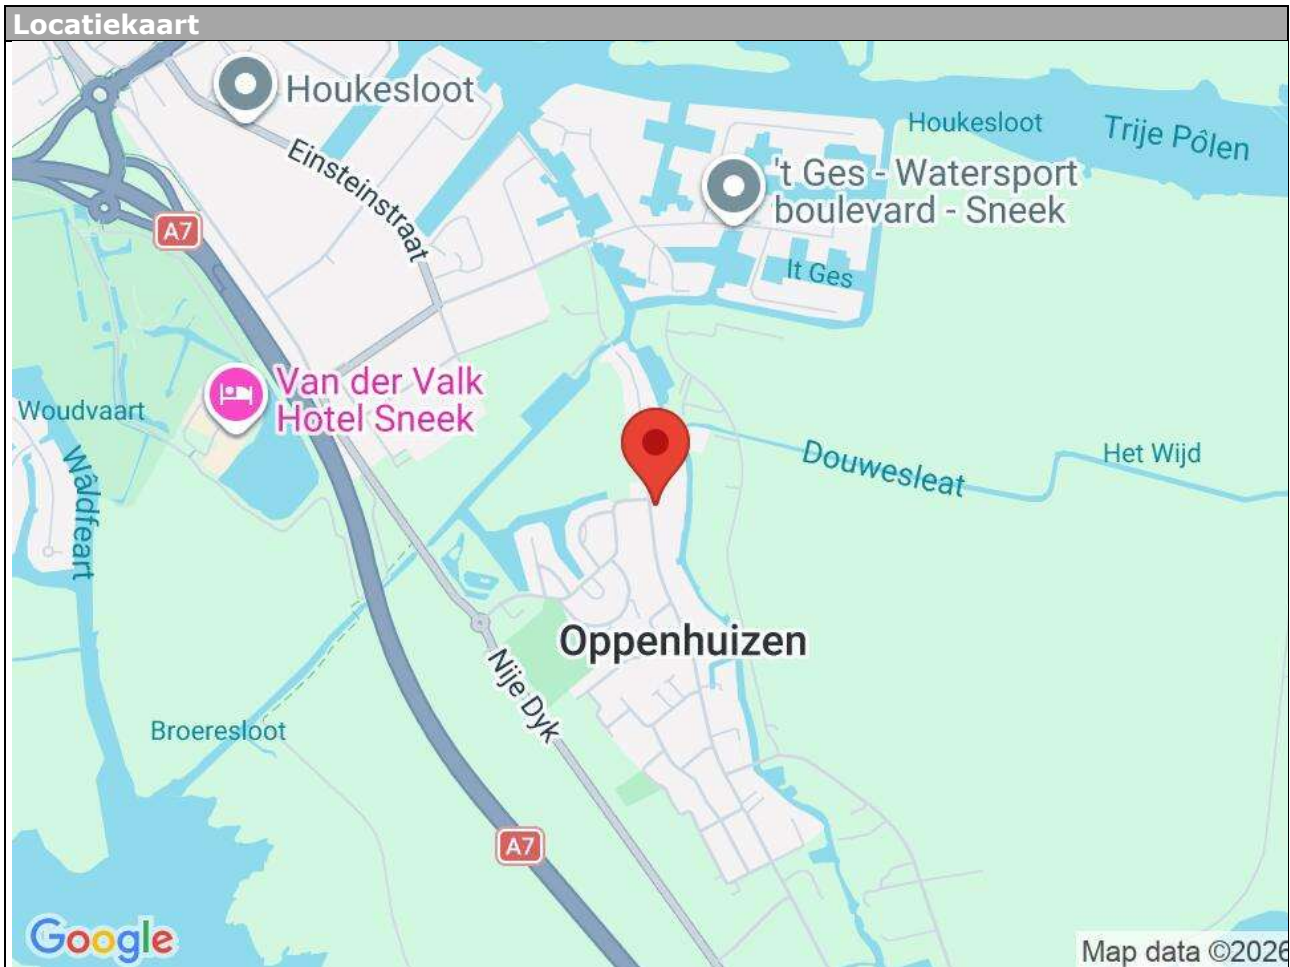 Locatiekaart
Houkesloot
Houkesloot
Trije Pôlen
Einsteinstraat
't Ges - Watersport
boulevard - Sneek
A7
It Ges
Van der Valk
Hotel Sneek
Woudvaart
Wâldfeart
Douwesleat
Het Wijd
Oppenhuizen
Nije Dyk
Broeresloot
A7
Google
Map data ©2026